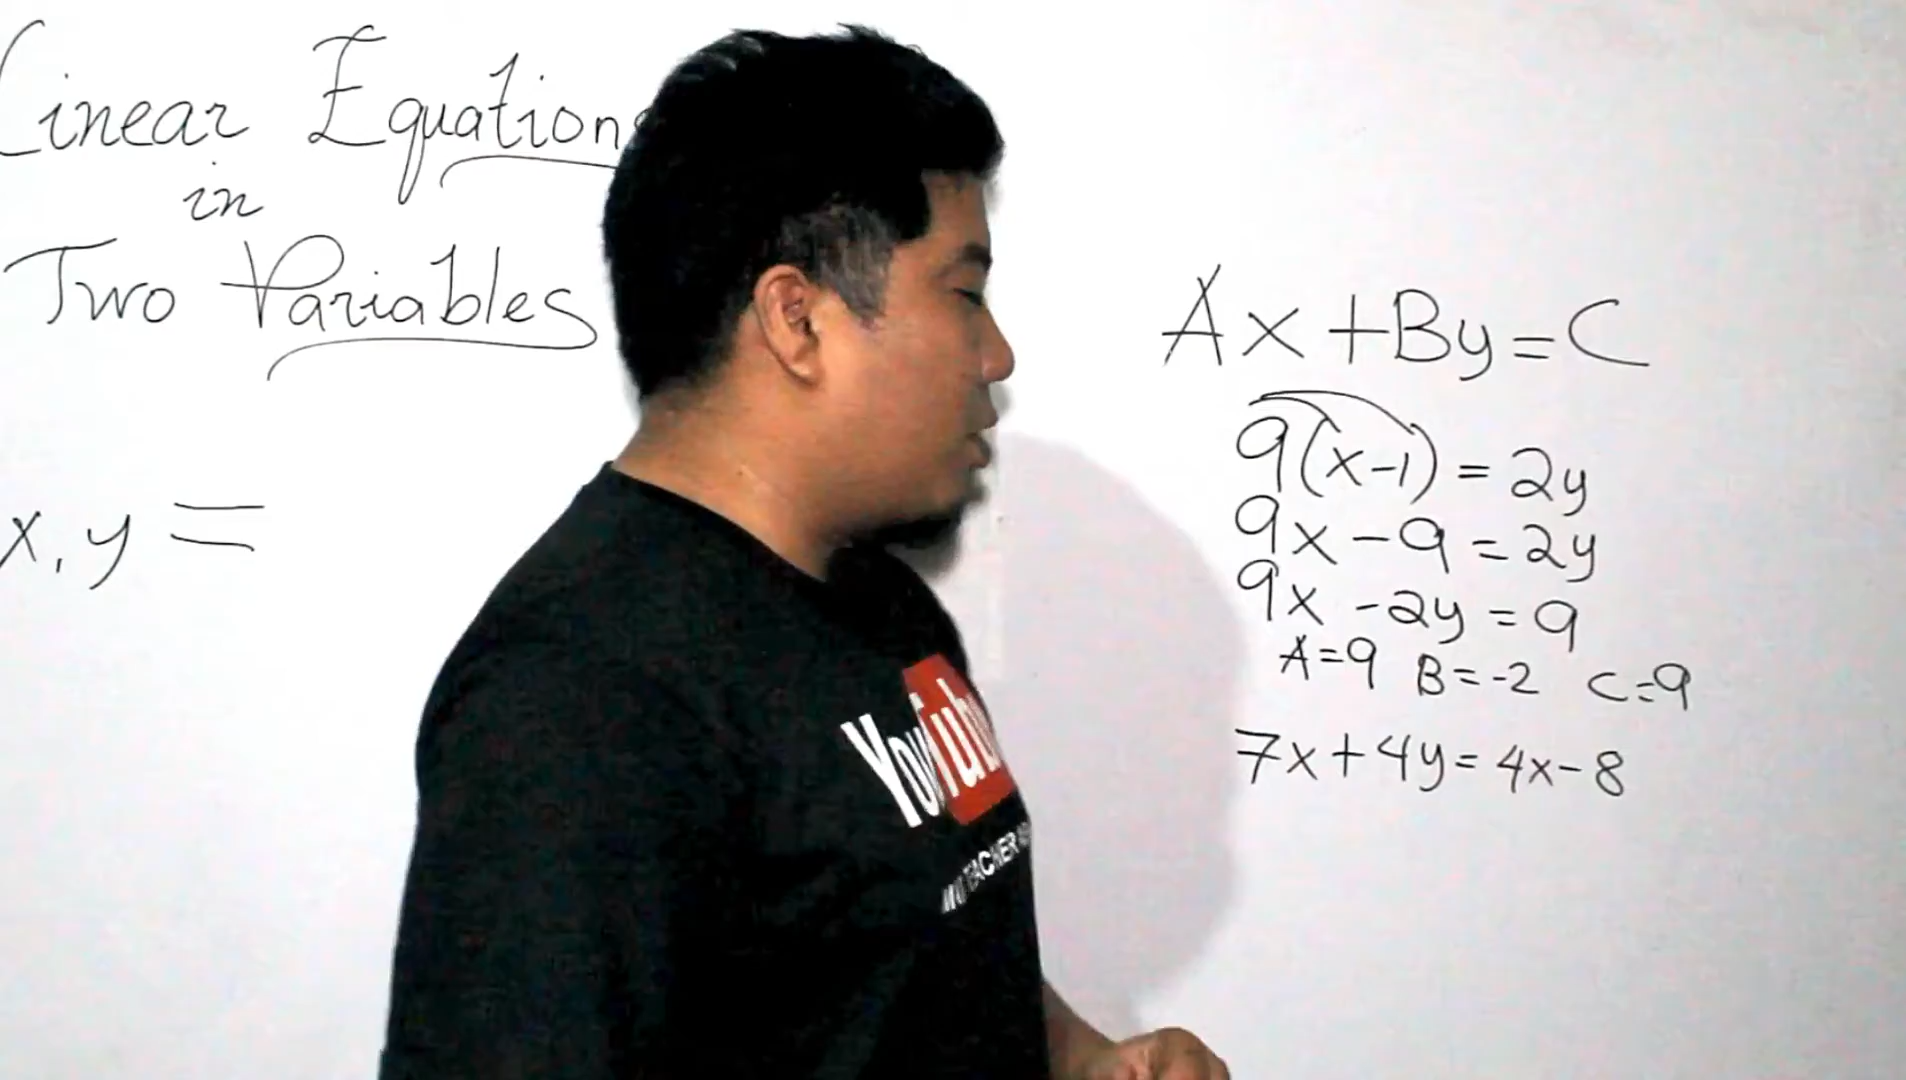 Linear Equations
in
Two Variables
x, y =
Ax + By = C
9(x-1) = 2y
9x - 9 = 2y
9x - 2y = 9
A=9 B=-2 C=9
7x+4y=4x-8
YouTube
TEACHER